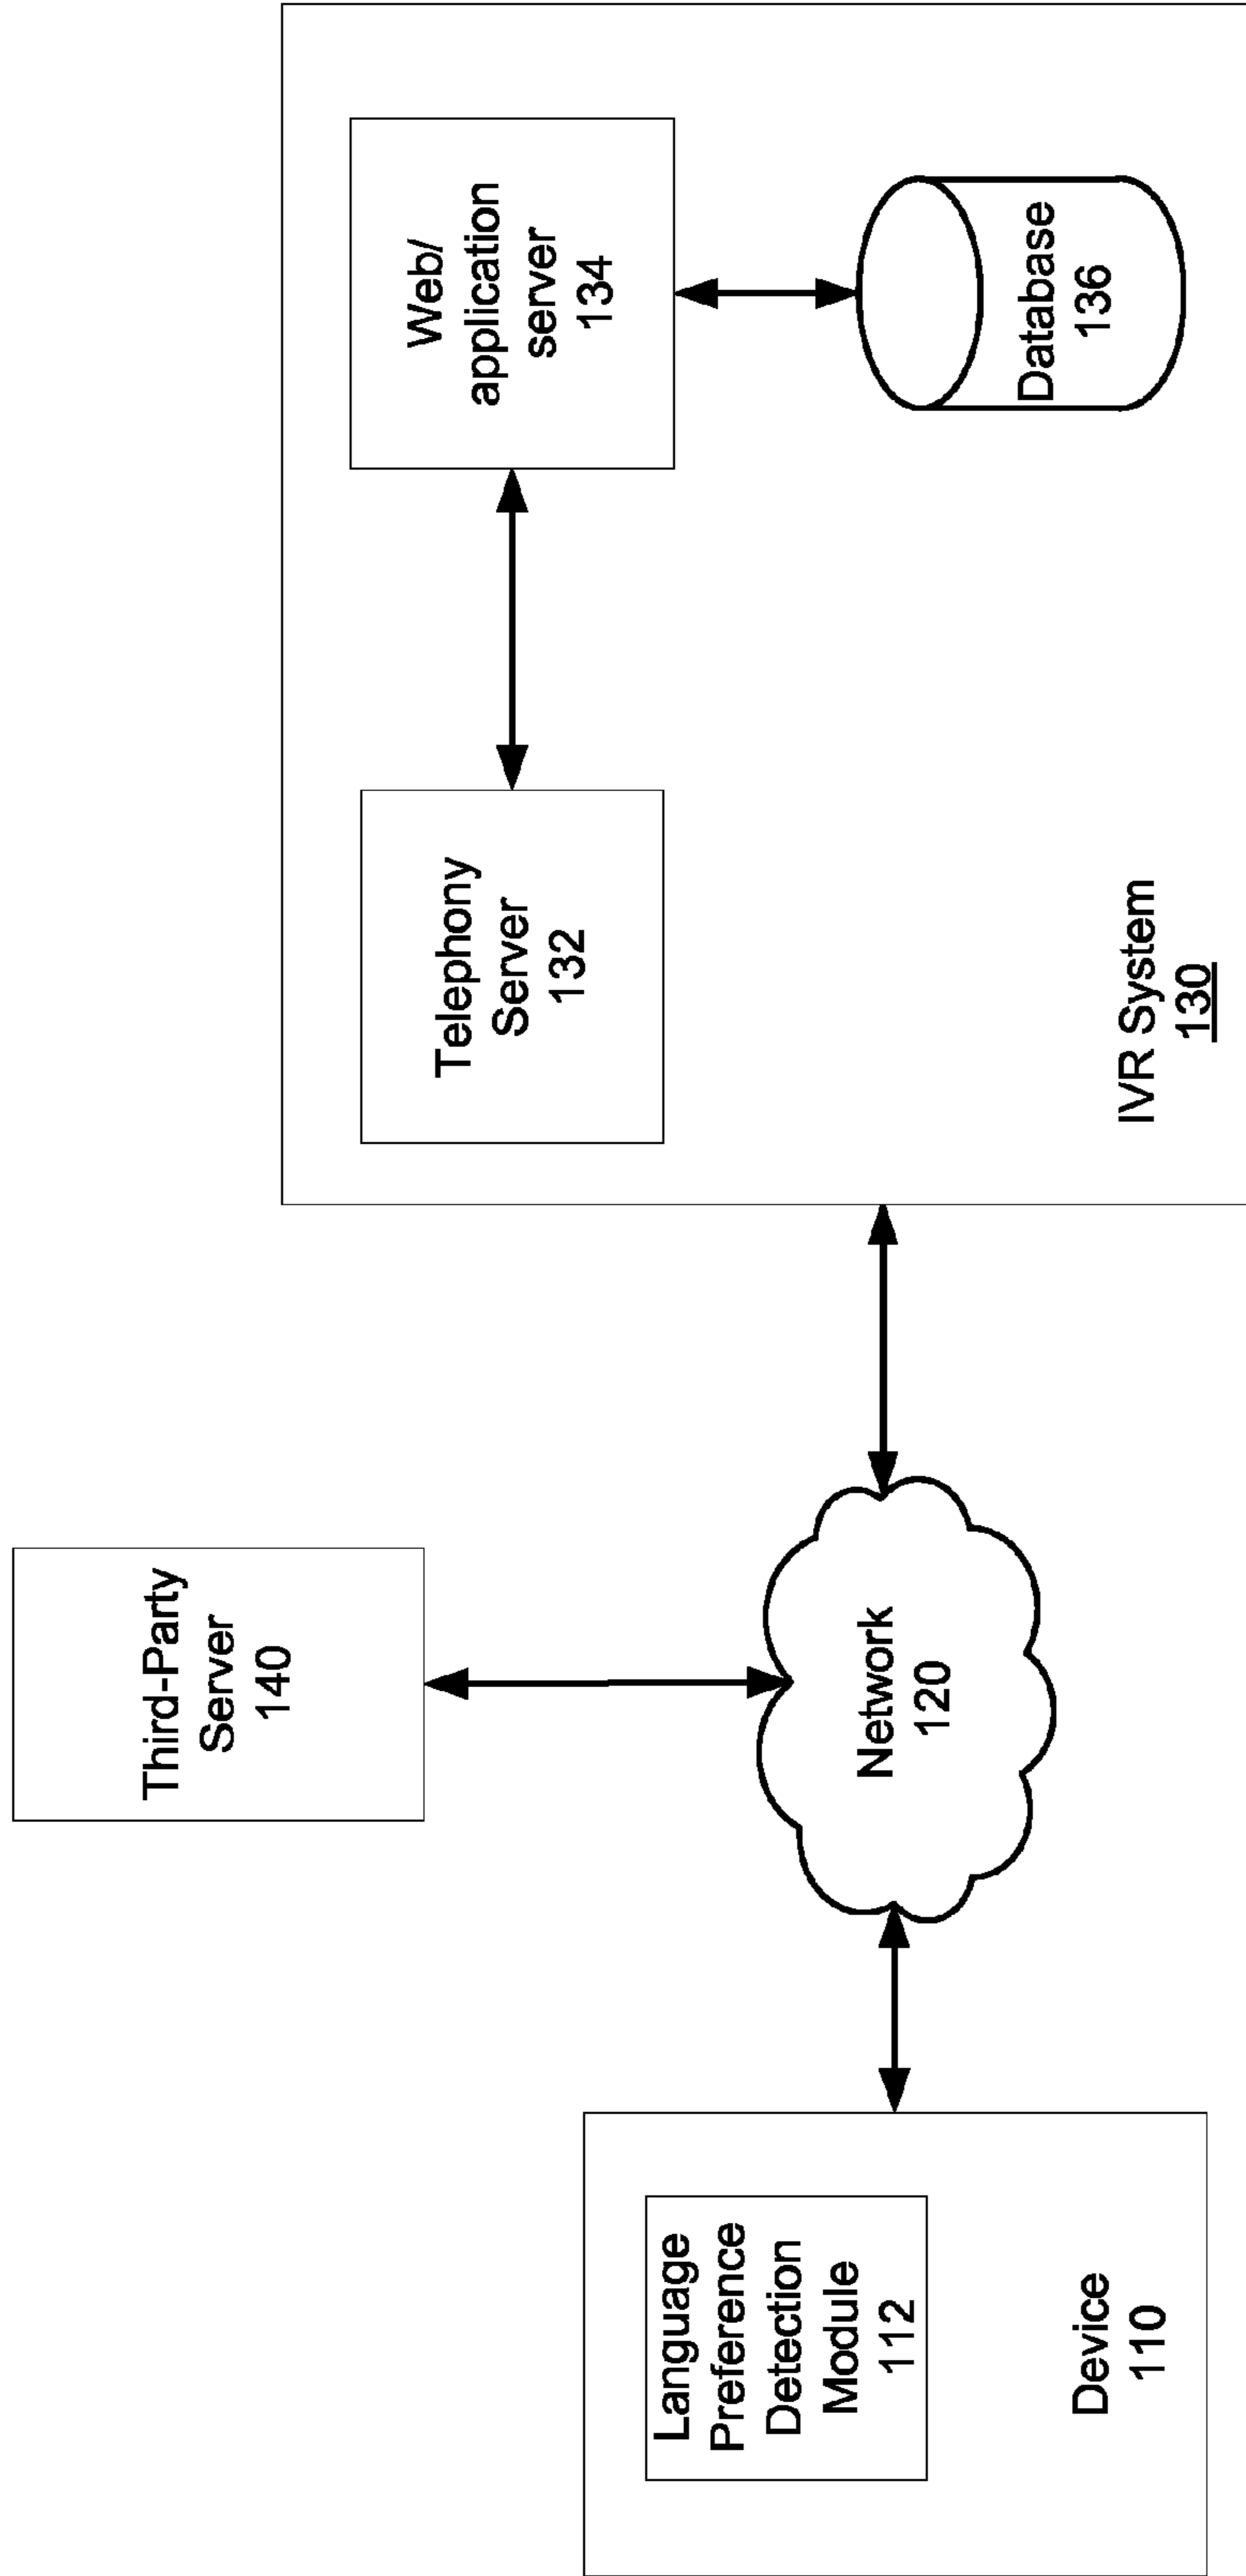 Third-Party
Server
140
Language
Preference
Detection
Module
112
Device
110
Network
120
Telephony
Server
132
Web/
application
server
134
Database
136
IVR System
130